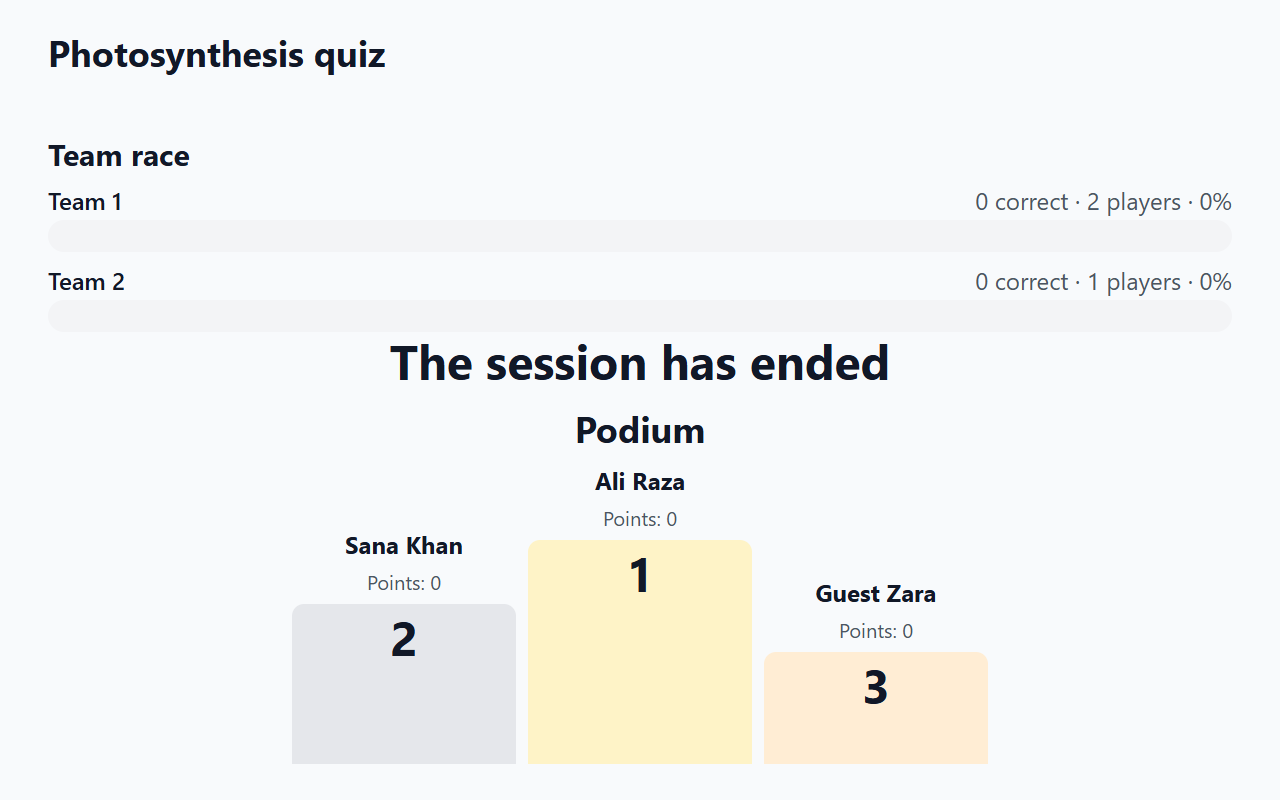 Photosynthesis quiz
Team race
Team 1 0 correct · 2 players · 0%
Team 2 0 correct · 1 players · 0%
The session has ended
Podium
Ali Raza
Points: 0
1
Sana Khan
Points: 0
2
Guest Zara
Points: 0
3